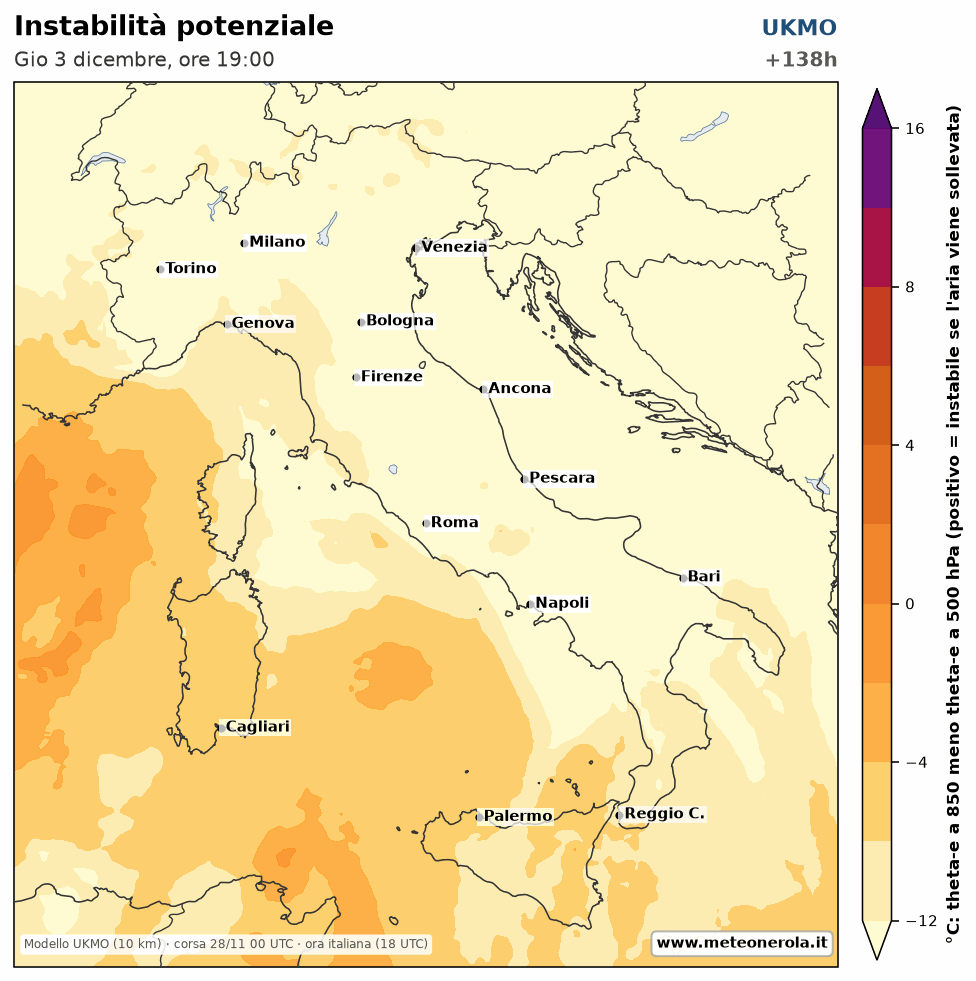 Instabilità potenziale
UKMO
Gio 3 dicembre, ore 19:00
+138h
Milano
Venezia
Torino
Genova
Bologna
Firenze
Ancona
Pescara
Roma
Bari
Napoli
Cagliari
Palermo
Reggio C.
16
8
4
0
−4
−12
°C: theta-e a 850 meno theta-e a 500 hPa (positivo = instabile se l'aria viene sollevata)
Modello UKMO (10 km) · corsa 28/11 00 UTC · ora italiana (18 UTC)
www.meteonerola.it